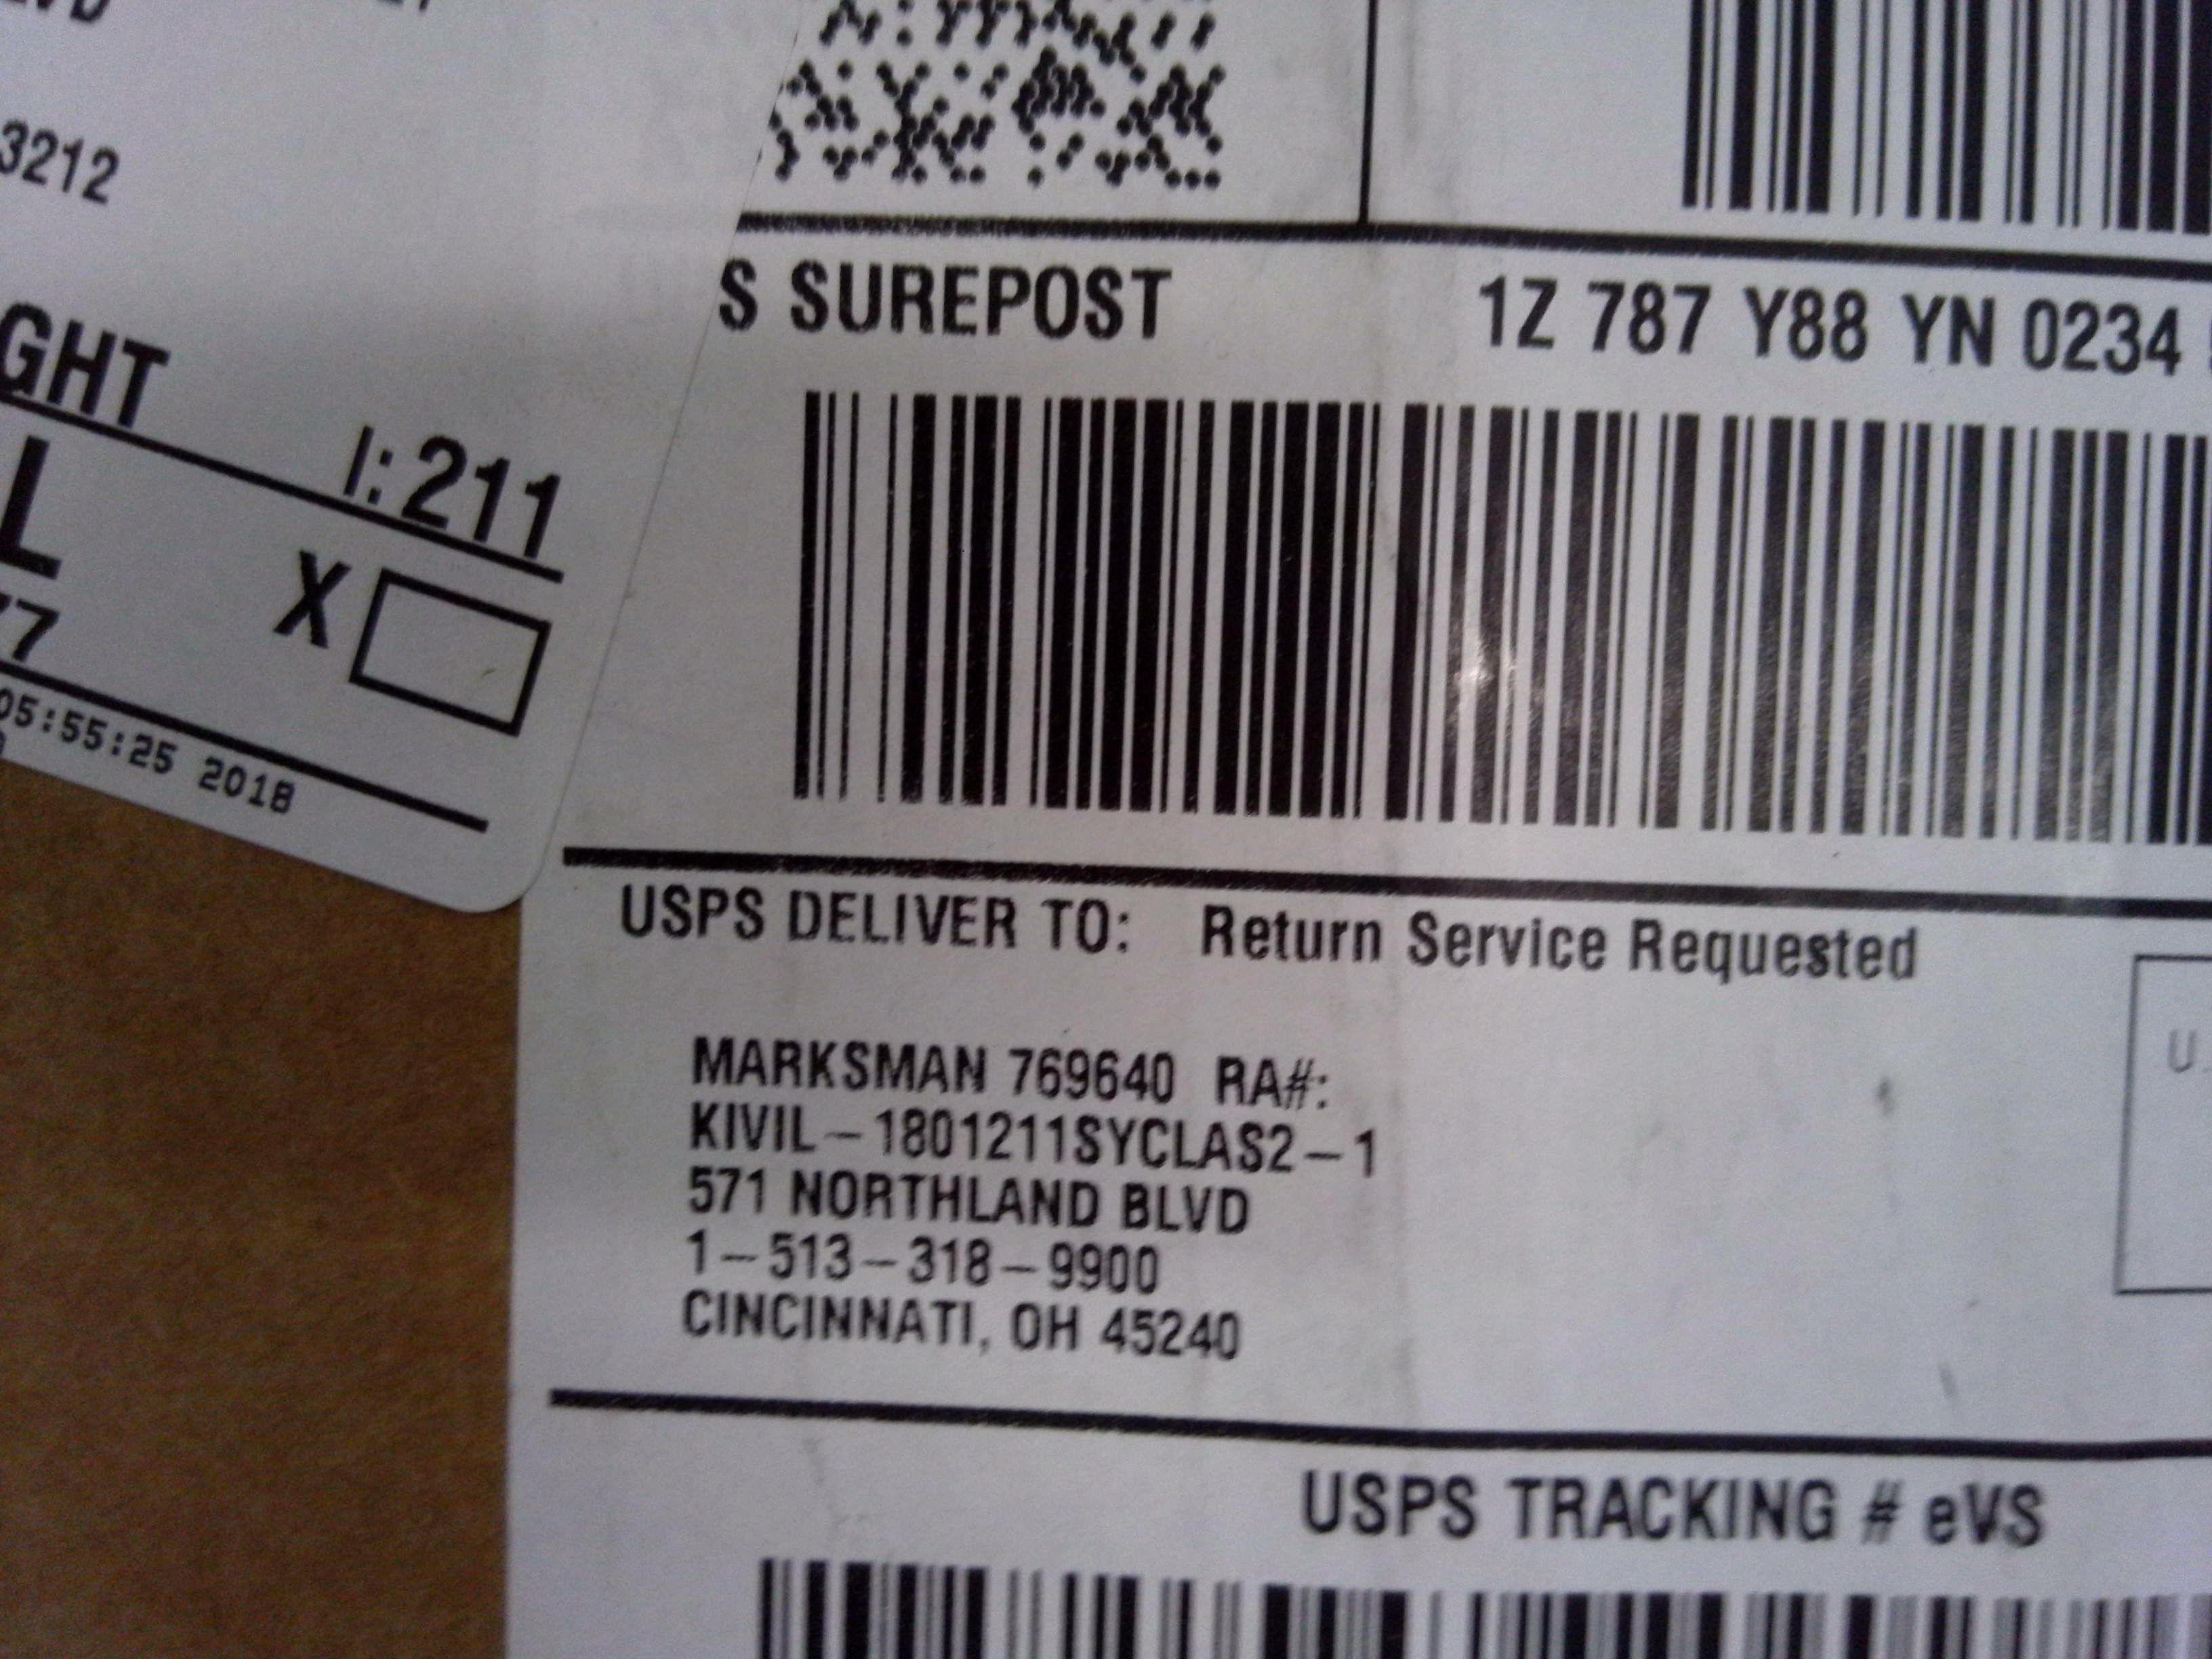 3212
GHT
I: 211
L
X
77
05:55:25 2018
S SUREPOST
1Z 787 Y88 YN 0234
USPS DELIVER TO: Return Service Requested
MARKSMAN 769640 RA#:
KIVIL-1801211SYCLAS2-1
571 NORTHLAND BLVD
1-513-318-9900
CINCINNATI, OH 45240
USPS TRACKING # eVS